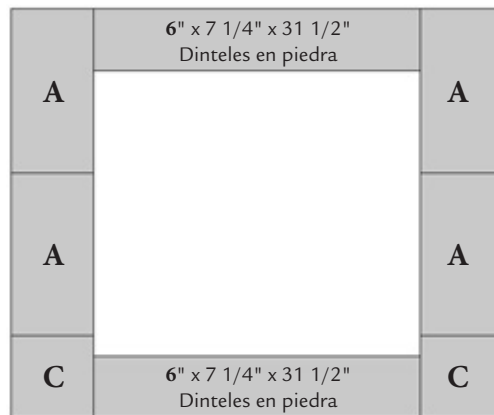 6" x 7 1/4" x 31 1/2"
Dinteles en piedra
A
A
A
A
C
6" x 7 1/4" x 31 1/2"
Dinteles en piedra
C